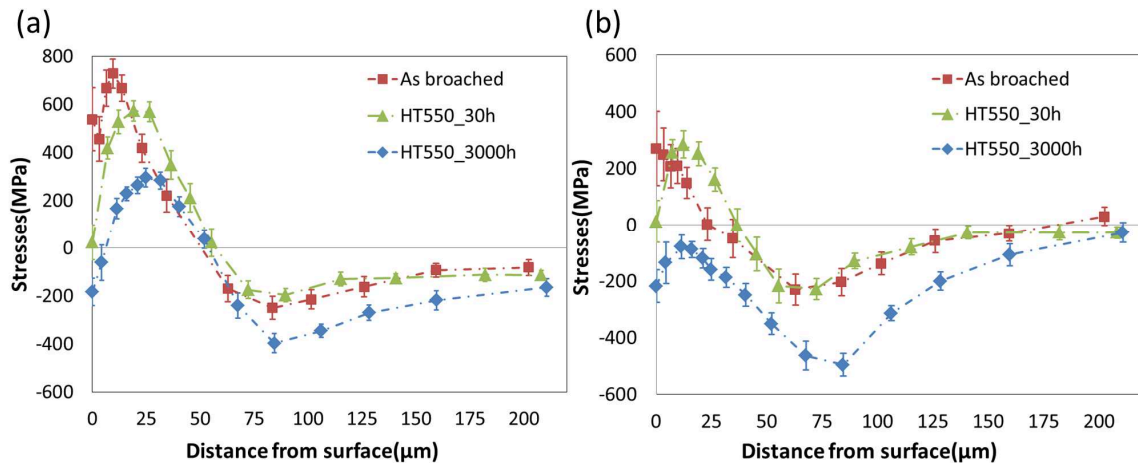 (a)
800
600
400
200
0
-200
-400
-600
Stresses(MPa)
0 25 50 75 100 125 150 175 200
Distance from surface(μm)
As broached
HT550_30h
HT550_3000h
(b)
600
400
200
0
-200
-400
-600
Stresses(MPa)
0 25 50 75 100 125 150 175 200
Distance from surface(μm)
As broached
HT550_30h
HT550_3000h